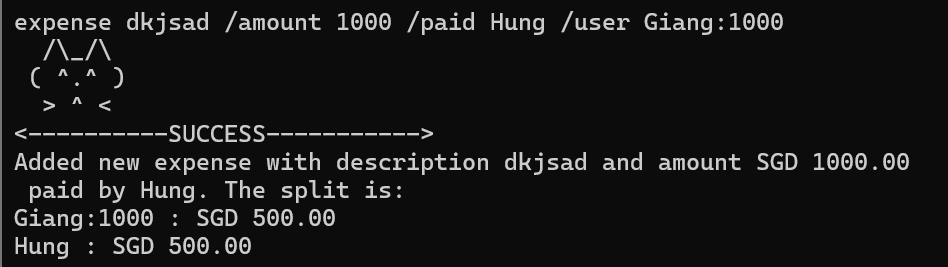 expense dkjsad /amount 1000 /paid Hung /user Giang:1000
  /\_/\
 ( ^.^ )
  > ^ <
<----------SUCCESS----------->
Added new expense with description dkjsad and amount SGD 1000.00
 paid by Hung. The split is:
Giang:1000 : SGD 500.00
Hung : SGD 500.00